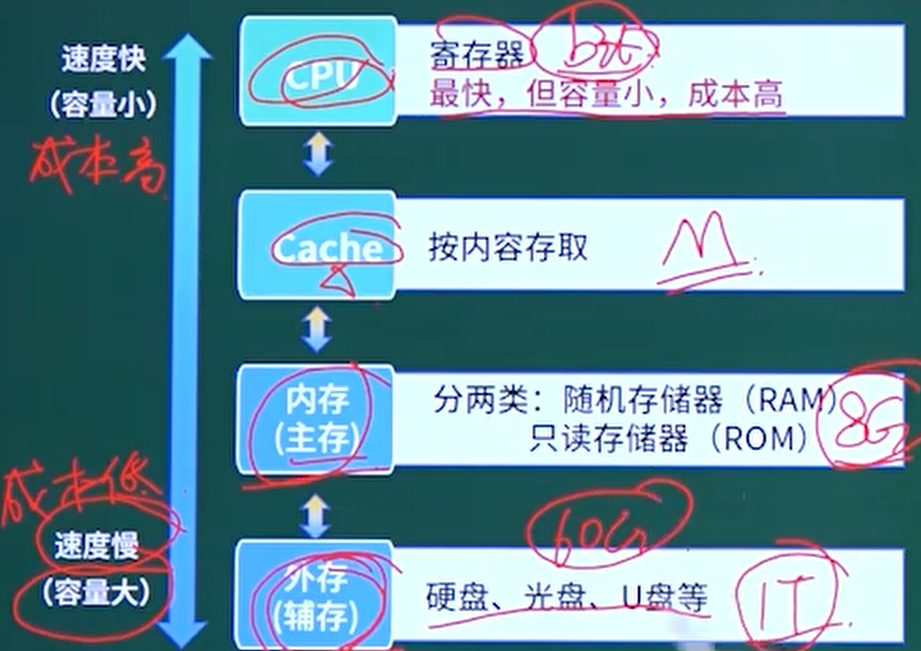 速度快
（容量小）
成本高
CPU
寄存器 bit
最快，但容量小，成本高
Cache
按内容存取 M
内存
(主存)
分两类：随机存储器（RAM）
只读存储器（ROM）
8G
成本低
速度慢
（容量大）
60G
外存
(辅存)
硬盘、光盘、U盘等
1T